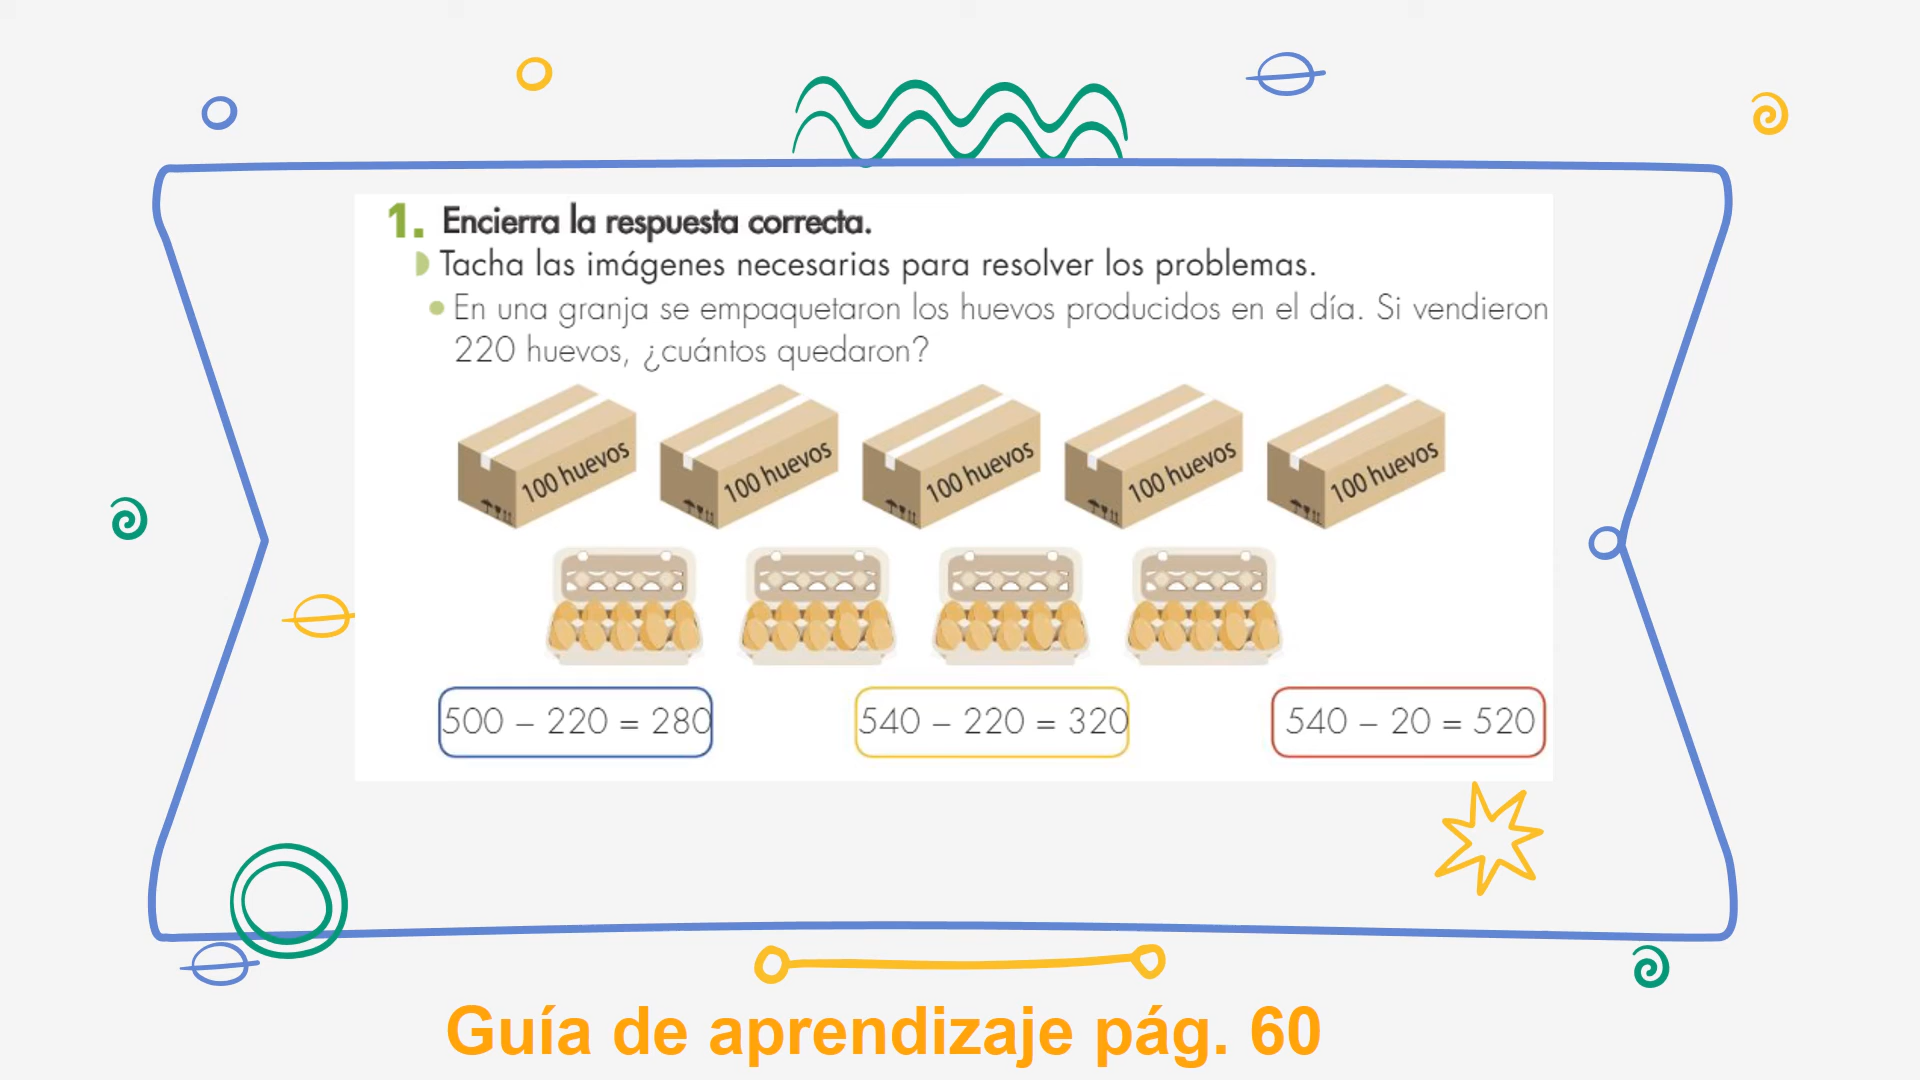 1. Encierra la respuesta correcta.
Tacha las imágenes necesarias para resolver los problemas.
En una granja se empaquetaron los huevos producidos en el día. Si vendieron
220 huevos, ¿cuántos quedaron?
100 huevos
100 huevos
100 huevos
100 huevos
100 huevos
500 – 220 = 280
540 – 220 = 320
540 – 20 = 520
Guía de aprendizaje pág. 60